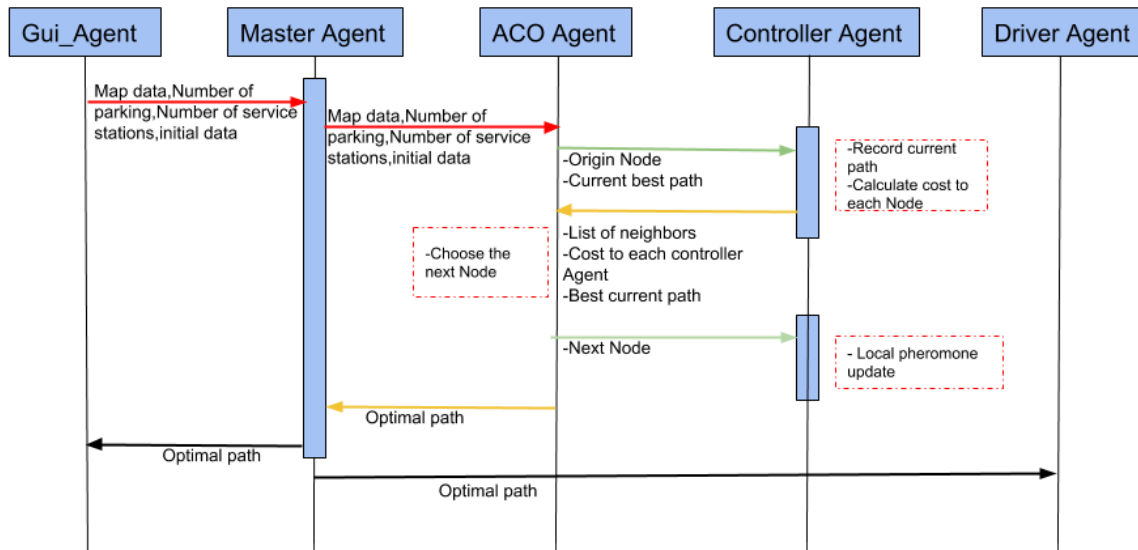 Gui_Agent
Master Agent
ACO Agent
Controller Agent
Driver Agent
Map data,Number of
parking,Number of service
stations,initial data
Map data,Number of
parking,Number of service
stations,initial data
-Origin Node
-Current best path
-Record current
path
-Calculate cost to
each Node
-Choose the
next Node
-List of neighbors
-Cost to each controller
Agent
-Best current path
-Next Node
- Local pheromone
update
Optimal path
Optimal path
Optimal path